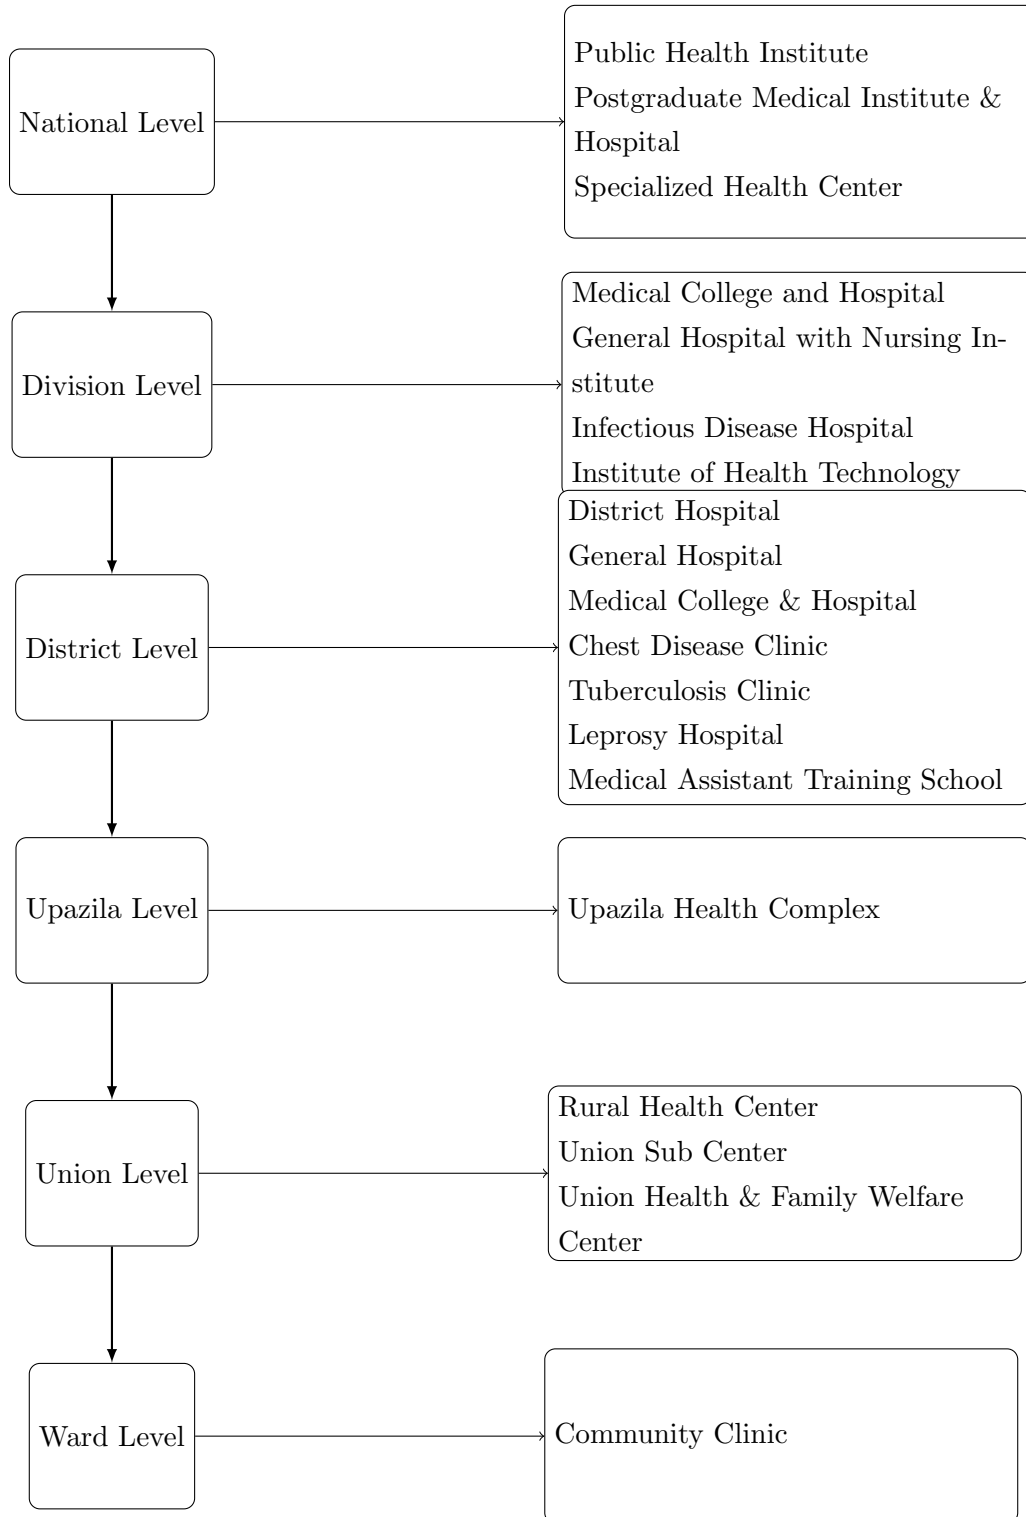 National Level
Public Health Institute
Postgraduate Medical Institute &
Hospital
Specialized Health Center
Division Level
Medical College and Hospital
General Hospital with Nursing In-
stitute
Infectious Disease Hospital
Institute of Health Technology
District Level
District Hospital
General Hospital
Medical College & Hospital
Chest Disease Clinic
Tuberculosis Clinic
Leprosy Hospital
Medical Assistant Training School
Upazila Level
Upazila Health Complex
Union Level
Rural Health Center
Union Sub Center
Union Health & Family Welfare
Center
Ward Level
Community Clinic